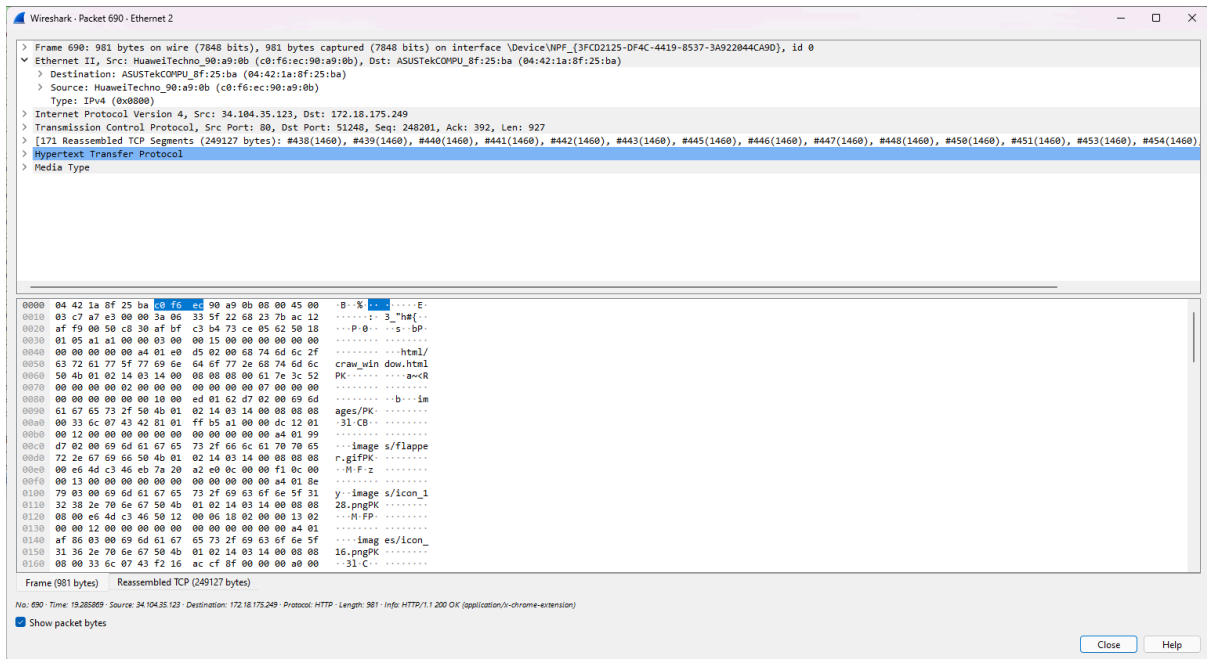 Wireshark · Packet 690 · Ethernet 2
Frame 690: 981 bytes on wire (7848 bits), 981 bytes captured (7848 bits) on interface \Device\NPF_{3FCD2125-DF4C-4419-8537-3A922044CA9D}, id 0
Ethernet II, Src: HuaweiTechno_90:a9:0b (c0:f6:ec:90:a9:0b), Dst: ASUSTekCOMPU_8f:25:ba (04:42:1a:8f:25:ba)
Destination: ASUSTekCOMPU_8f:25:ba (04:42:1a:8f:25:ba)
Source: HuaweiTechno_90:a9:0b (c0:f6:ec:90:a9:0b)
Type: IPv4 (0x0800)
Internet Protocol Version 4, Src: 34.104.35.123, Dst: 172.18.175.249
Transmission Control Protocol, Src Port: 80, Dst Port: 51248, Seq: 248201, Ack: 392, Len: 927
[171 Reassembled TCP Segments (249127 bytes): #438(1460), #439(1460), #440(1460), #441(1460), #442(1460), #443(1460), #445(1460), #446(1460), #447(1460), #448(1460), #450(1460), #451(1460), #453(1460), #454(1460),
Hypertext Transfer Protocol
Media Type
0000 04 42 1a 8f 25 ba c0 f6 ec 90 a9 0b 08 00 45 00 ·B··%··· ······E·
0010 03 c7 a7 e3 00 00 3a 06 33 5f 22 68 23 7b ac 12 ······:· 3_"h#{··
0020 af f9 00 50 c8 30 af bf c3 b4 73 ce 05 62 50 18 ···P·0·· ··s··bP·
0030 01 05 a1 a1 00 00 03 00 00 15 00 00 00 00 00 00 ········ ········
0040 00 00 00 00 00 a4 01 e0 d5 02 00 68 74 6d 6c 2f ········ ···html/
0050 63 72 61 77 5f 77 69 6e 64 6f 77 2e 68 74 6d 6c craw_win dow.html
0060 50 4b 01 02 14 03 14 00 08 08 08 00 61 7e 3c 52 PK······ ····a~<R
0070 00 00 00 00 02 00 00 00 00 00 00 00 07 00 00 00 ········ ········
0080 00 00 00 00 00 10 00 ed 01 62 d7 02 00 69 6d ········ ·b···im
0090 61 67 65 73 2f 50 4b 01 02 14 03 14 00 08 08 08 ages/PK· ········
00a0 00 33 6c 07 43 42 81 01 ff b5 a1 00 00 dc 12 01 ·3l·CB·· ········
00b0 00 12 00 00 00 00 00 00 00 00 00 00 00 a4 01 99 ········ ········
00c0 d7 02 00 69 6d 61 67 65 73 2f 66 6c 61 70 70 65 ···image s/flappe
00d0 72 2e 67 69 66 50 4b 01 02 14 03 14 00 08 08 08 r.gifPK· ········
00e0 00 e6 4d c3 46 eb 7a 20 a2 e0 0c 00 00 f1 0c 00 ··M·F·z ········
00f0 00 13 00 00 00 00 00 00 00 00 00 00 00 a4 01 8e ········ ········
0100 79 03 00 69 6d 61 67 65 73 2f 69 63 6f 6e 5f 31 y··image s/icon_1
0110 32 38 2e 70 6e 67 50 4b 01 02 14 03 14 00 08 08 28.pngPK ········
0120 08 00 e6 4d c3 46 50 12 00 06 18 02 00 00 13 02 ···M·FP· ········
0130 00 00 12 00 00 00 00 00 00 00 00 00 00 00 a4 01 ········ ········
0140 af 86 03 00 69 6d 61 67 65 73 2f 69 63 6f 6e 5f ····imag es/icon_
0150 31 36 2e 70 6e 67 50 4b 01 02 14 03 14 00 08 08 16.pngPK ········
0160 08 00 33 6c 07 43 f2 16 ac cf 8f 00 00 00 a0 00 ··3l·C·· ········
Frame (981 bytes) Reassembled TCP (249127 bytes)
No.: 690 · Time: 19.285869 · Source: 34.104.35.123 · Destination: 172.18.175.249 · Protocol: HTTP · Length: 981 · Info: HTTP/1.1 200 OK (application/x-chrome-extension)
Show packet bytes
Close Help